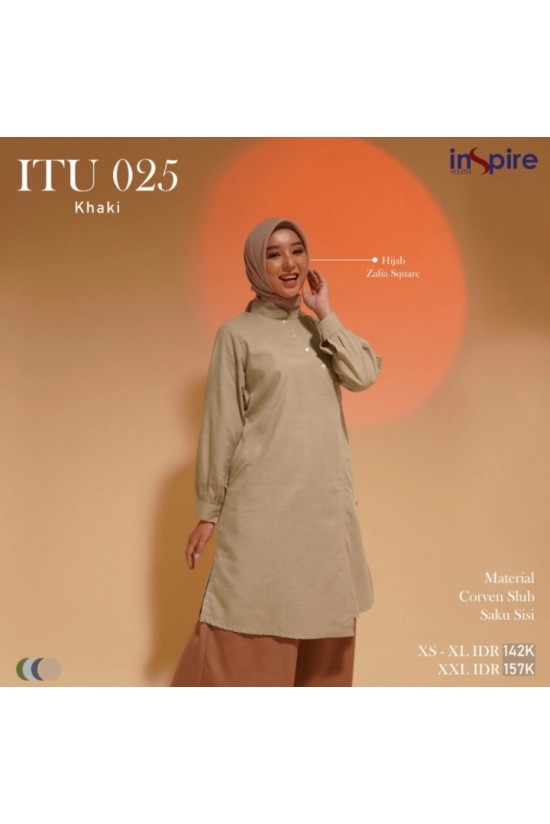 ITU 025
Khaki
inspire
YOUTH
Hijab
Zafia Square
Material
Corven Slub
Saku Sisi
XS - XL IDR 142K
XXL IDR 157K